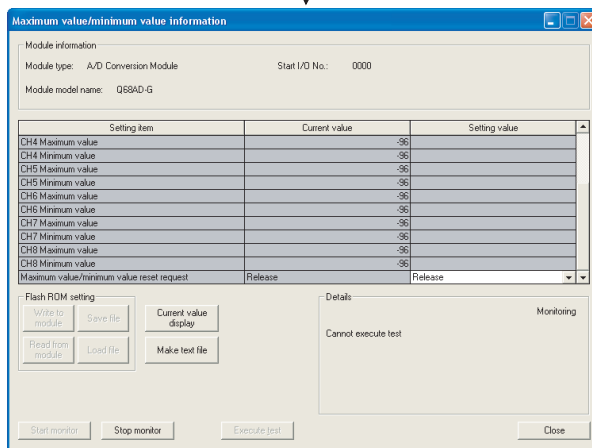 Maximum value/minimum value information
Module information
Module type: A/D Conversion Module Start I/O No.: 0000
Module model name: Q68AD-G
Setting item Current value Setting value
CH4 Maximum value -96
CH4 Minimum value -96
CH5 Maximum value -96
CH5 Minimum value -96
CH6 Maximum value -96
CH6 Minimum value -96
CH7 Maximum value -96
CH7 Minimum value -96
CH8 Maximum value -96
CH8 Minimum value -96
Maximum value/minimum value reset request Release Release
Flash ROM setting
Write to module
Save file
Read from module
Load file
Current value display
Make text file
Details
Monitoring
Cannot execute test
Start monitor Stop monitor Execute test Close